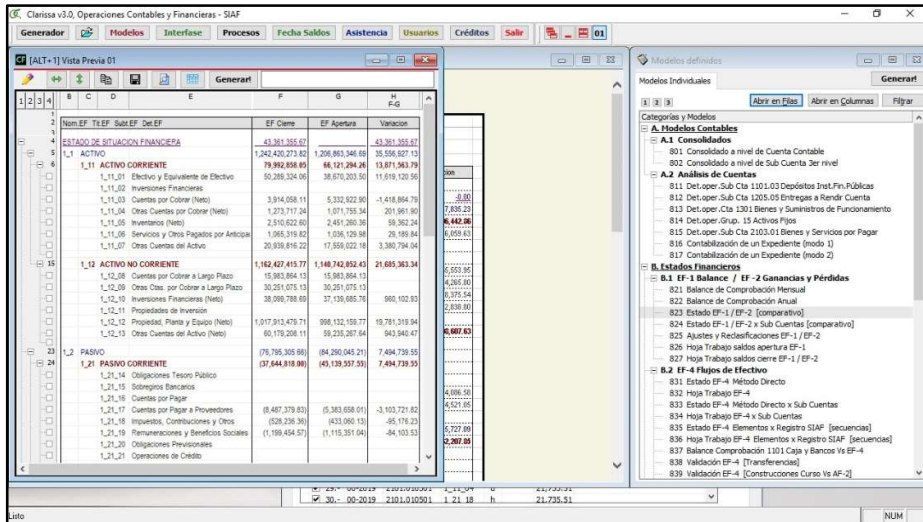 Clarissa v3.0, Operaciones Contables y Financieras - SIAF
Generador Modelos Interfase Procesos Fecha Saldos Asistencia Usuarios Créditos Salir 01
[ALT+1] Vista Previa 01
Generar!
1 2 3 4 B C D E F G H
F-G
1
2 Nom.EF Tit.EF Subt.EF Det.EF EF Cierre EF Apertura Variacion
3
4 ESTADO DE SITUACION FINANCIERA 43,361,355.67 43,361,355.67
5 1_1 ACTIVO 1,242,420,273.82 1,206,863,346.69 35,556,927.13
6 1_11 ACTIVO CORRIENTE 79,992,858.05 66,121,294.26 13,871,563.79
1_11_01 Efectivo y Equivalente de Efectivo 50,289,324.06 38,670,203.50 11,619,120.56
1_11_02 Inversiones Financieras
1_11_03 Cuentas por Cobrar (Neto) 3,914,058.11 5,332,922.90 -1,418,864.79
1_11_04 Otras Cuentas por Cobrar (Neto) 1,273,717.24 1,071,755.34 201,961.90
1_11_05 Inventarios (Neto) 2,510,622.60 2,451,260.36 59,362.24
1_11_06 Servicios y Otros Pagados por Anticipa 1,065,319.82 1,036,129.98 29,189.84
1_11_07 Otras Cuentas del Activo 20,939,816.22 17,559,022.18 3,380,794.04
15 1_12 ACTIVO NO CORRIENTE 1,162,427,415.77 1,140,742,052.43 21,685,363.34
1_12_08 Cuentas por Cobrar a Largo Plazo 15,983,864.13 15,983,864.13
1_12_09 Otras Ctas. por Cobrar a Largo Plazo 30,251,075.13 30,251,075.13
1_12_10 Inversiones Financieras (Neto) 38,099,788.69 37,139,685.76 960,102.93
1_12_11 Propiedades de Inversión
1_12_12 Propiedad, Planta y Equipo (Neto) 1,017,913,479.71 998,132,159.77 19,781,319.94
1_12_13 Otras Cuentas del Activo (Neto) 60,179,208.11 59,235,267.64 943,940.47
23 1_2 PASIVO (76,795,305.66) (84,290,045.21) 7,494,739.55
24 1_21 PASIVO CORRIENTE (37,644,818.00) (45,139,557.55) 7,494,739.55
1_21_14 Obligaciones Tesoro Público
1_21_15 Sobregiros Bancarios
1_21_16 Cuentas por Pagar
1_21_17 Cuentas por Pagar a Proveedores (8,487,379.83) (5,383,658.01) -3,103,721.82
1_21_18 Impuestos, Contribuciones y Otros (528,236.36) (433,060.13) -95,176.23
1_21_19 Remuneraciones y Beneficios Sociales (1,199,454.57) (1,115,351.04) -84,103.53
1_21_20 Obligaciones Previsionales
1_21_21 Operaciones de Crédito
30.- 00-2019 2101.010501 1_21_18 h 21,735.51
Modelos definidos
Modelos Individuales Generar!
1 2 3 Abrir en Filas Abrir en Columnas Filtrar
Categorías y Modelos
A. Modelos Contables
A.1 Consolidados
801 Consolidado a nivel de Cuenta Contable
802 Consolidado a nivel de Sub Cuenta 3er nivel
A.2 Análisis de Cuentas
811 Det.oper.Sub Cta 1101.03 Depósitos Inst.Fin.Públicas
812 Det.oper.Sub Cta 1205.05 Entregas a Rendir Cuenta
813 Det.oper.Cta 1301 Bienes y Suministros de Funcionamiento
814 Det.oper.Grup. 15 Activos Fijos
815 Det.oper.Sub Cta 2103.01 Bienes y Servicios por Pagar
816 Contabilización de un Expediente (modo 1)
817 Contabilización de un Expediente (modo 2)
B. Estados Financieros
B.1 EF-1 Balance / EF -2 Ganancias y Pérdidas
821 Balance de Comprobación Mensual
822 Balance de Comprobación Anual
823 Estado EF-1 / EF-2 [comparativo]
824 Estado EF-1 / EF-2 x Sub Cuentas [comparativo]
825 Ajustes y Reclasificaciones EF-1 / EF-2
826 Hoja Trabajo saldos apertura EF-1
827 Hoja Trabajo saldos cierre EF-1 / EF-2
B.2 EF-4 Flujos de Efectivo
831 Estado EF-4 Método Directo
832 Hoja Trabajo EF-4
833 Estado EF-4 Método Directo x Sub Cuentas
834 Hoja Trabajo EF-4 x Sub Cuentas
835 Estado EF-4 Elementos x Registro SIAF [secuencias]
836 Hoja Trabajo EF-4 Elementos x Registro SIAF [secuencias]
837 Balance Comprobación 1101 Caja y Bancos Vs EF-4
838 Validación EF-4 [Transferencias]
839 Validación EF-4 [Construcciones Curso Vs AF-2]
Listo NUM